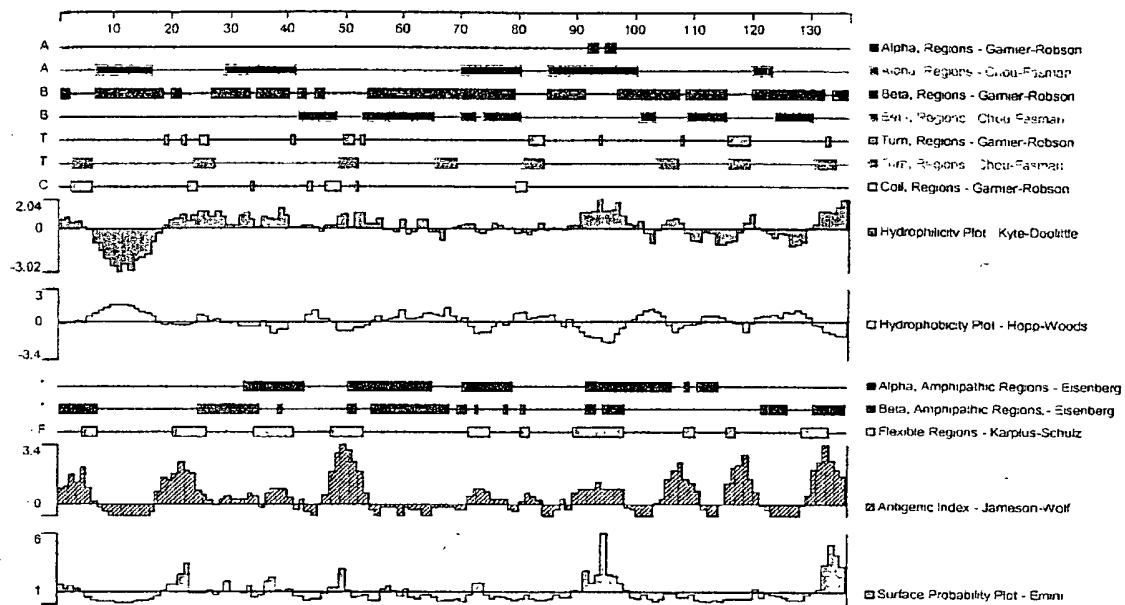 10 20 30 40 50 60 70 80 90 100 110 120 130
A Alpha, Regions - Garnier-Robson
A Regions - Chou-Fasman
B Beta, Regions - Garnier-Robson
B Regions - Chou-Fasman
T Turn, Regions - Garnier-Robson
T Regions - Chou-Fasman
C Coil, Regions - Garnier-Robson
2.04
0 Hydrophilicity Plot - Kyte-Doolittle
-3.02
3
0 Hydrophobicity Plot - Hopp-Woods
-3.4
* Alpha, Amphipathic Regions - Eisenberg
* Beta, Amphipathic Regions - Eisenberg
F Flexible Regions - Karplus-Schulz
3.4
0 Antigenic Index - Jameson-Wolf
6
1 Surface Probability Plot - Emini